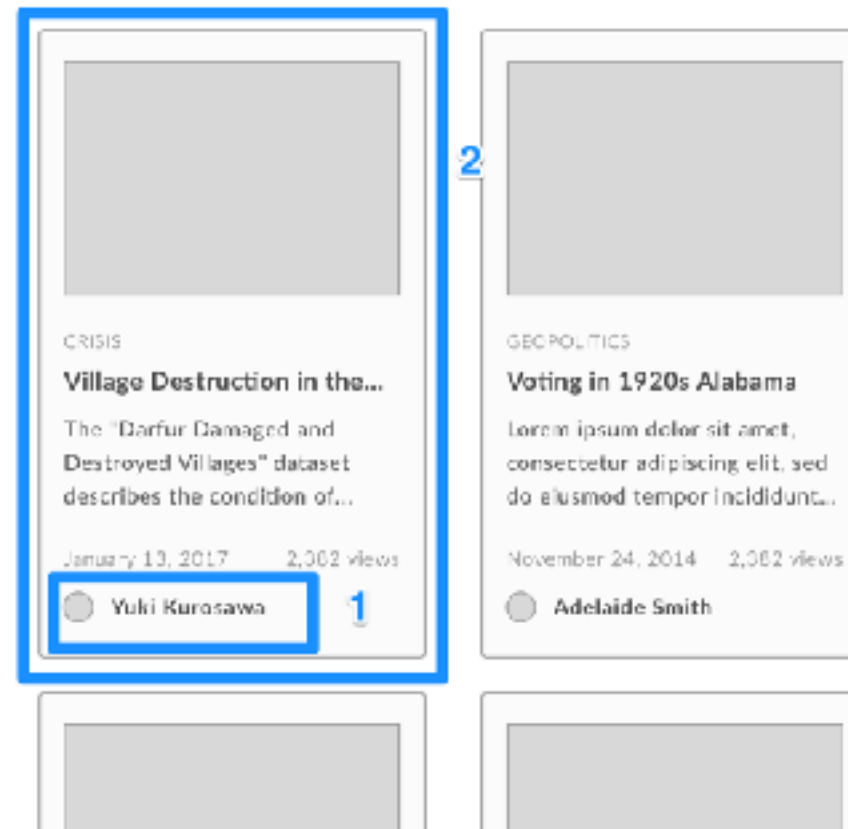 2
CRISIS
Village Destruction in the...
The "Darfur Damaged and
Destroyed Villages" dataset
describes the condition of...
January 13, 2017 2,382 views
Yuki Kurosawa
1
GEOPOLITICS
Voting in 1920s Alabama
Lorem ipsum dolor sit amet,
consectetur adipiscing elit, sed
do eiusmod tempor incididunt...
November 24, 2014 2,382 views
Adelaide Smith